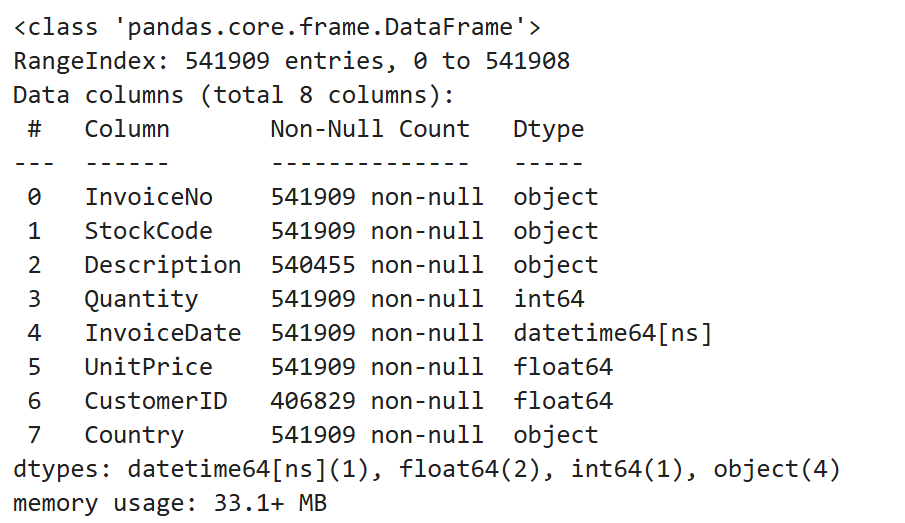 <class 'pandas.core.frame.DataFrame'>
RangeIndex: 541909 entries, 0 to 541908
Data columns (total 8 columns):
 #   Column       Non-Null Count   Dtype
---  ------       --------------   -----
 0   InvoiceNo    541909 non-null  object
 1   StockCode    541909 non-null  object
 2   Description  540455 non-null  object
 3   Quantity     541909 non-null  int64
 4   InvoiceDate  541909 non-null  datetime64[ns]
 5   UnitPrice    541909 non-null  float64
 6   CustomerID   406829 non-null  float64
 7   Country      541909 non-null  object
dtypes: datetime64[ns](1), float64(2), int64(1), object(4)
memory usage: 33.1+ MB